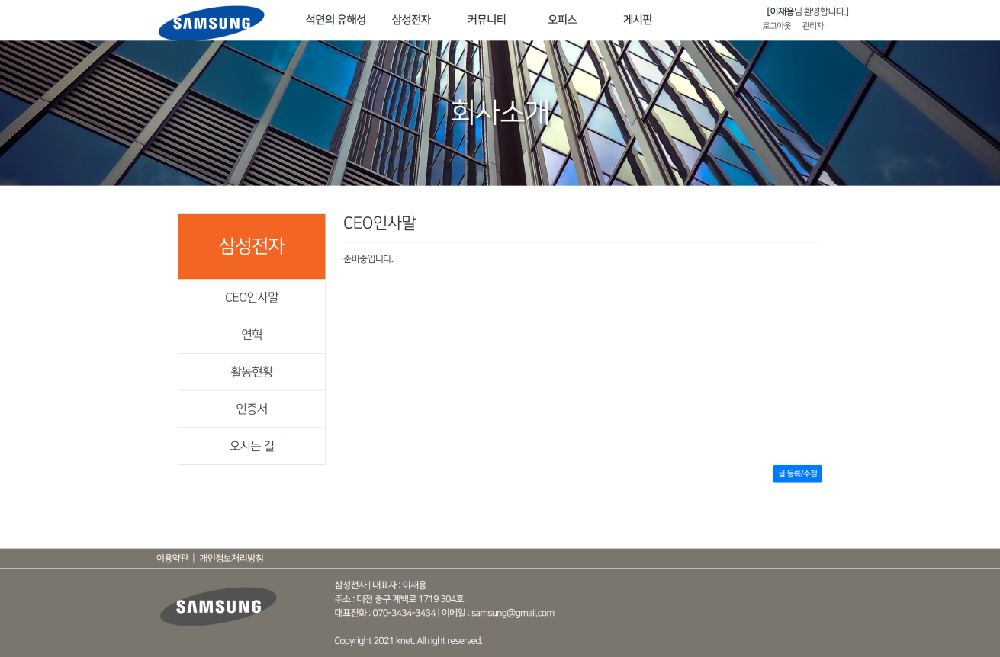 SAMSUNG
석면의 유해성 삼성전자 커뮤니티 오피스 게시판
[이재용님 환영합니다.]
로그아웃 관리자
회사소개
삼성전자
CEO인사말
연혁
활동현황
인증서
오시는 길
CEO인사말
준비중입니다.
글 등록/수정
이용약관 | 개인정보처리방침
SAMSUNG
삼성전자 | 대표자 : 이재용
주소 : 대전 중구 계백로 1719 304호
대표전화 : 070-3434-3434 | 이메일 : samsung@gmail.com
Copyright 2021 knet. All right reserved.